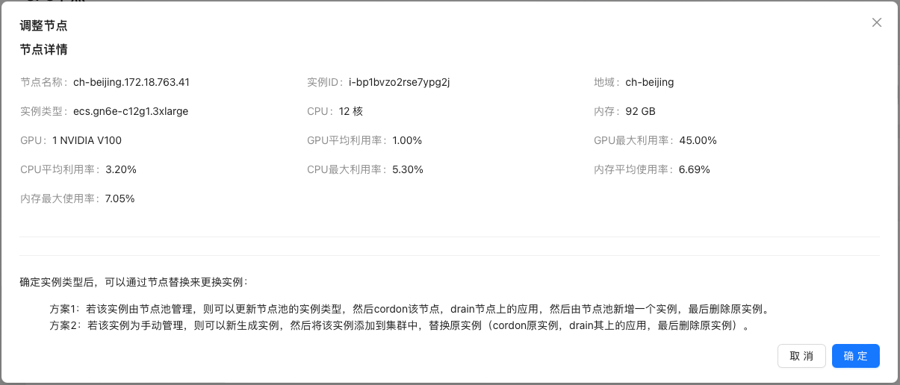 调整节点
节点详情
节点名称：ch-beijing.172.18.763.41 实例ID：i-bp1bvzo2rse7ypg2j 地域：ch-beijing
实例类型：ecs.gn6e-c12g1.3xlarge CPU：12 核 内存：92 GB
GPU：1 NVIDIA V100 GPU平均利用率：1.00% GPU最大利用率：45.00%
CPU平均利用率：3.20% CPU最大利用率：5.30% 内存平均使用率：6.69%
内存最大使用率：7.05%
确定实例类型后，可以通过节点替换来更换实例：
方案1：若该实例由节点池管理，则可以更新节点池的实例类型，然后cordon该节点，drain节点上的应用，然后由节点池新增一个实例，最后删除原实例。
方案2：若该实例为手动管理，则可以新生成实例，然后将该实例添加到集群中，替换原实例（cordon原实例，drain其上的应用，最后删除原实例）。
取 消 确 定